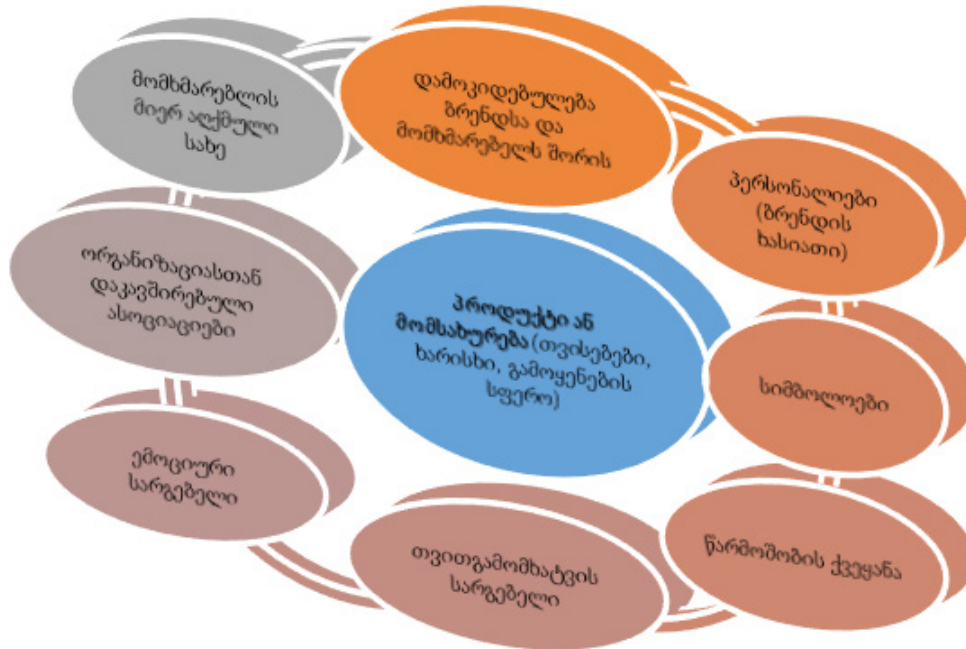 მომხმარებლის
მიერ აღქმული
სახე
დამოკიდებულება
ბრენდსა და
მომხმარებელს შორის
პერსონალიები
(ბრენდის
ხასიათი)
ორგანიზაციასთან
დაკავშირებული
ასოციაციები
პროდუქტი ან
მომსახურება (თვისებები,
ხარისხი, გამოყენების
სფერო)
სიმბოლოები
ემოციური
სარგებელი
თვითგამომხატვის
სარგებელი
წარმოშობის ქვეყანა